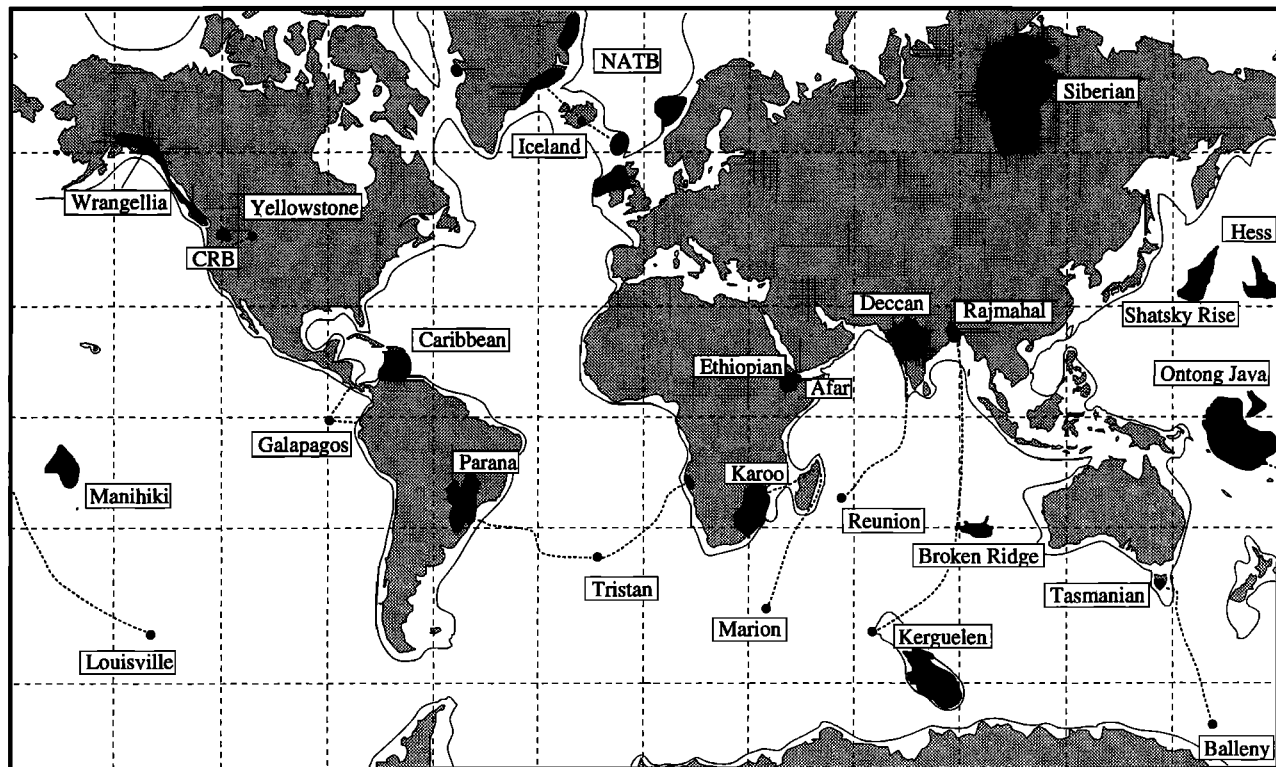 NATB
Siberian
Iceland
Wrangellia
Yellowstone
Hess
CRB
Deccan
Rajmahal
Shatsky Rise
Caribbean
Ethiopian
Afar
Ontong Java
Galapagos
Parana
Karoo
Manihiki
Reunion
Broken Ridge
Tristan
Tasmanian
Marion
Kerguelen
Louisville
Balleny